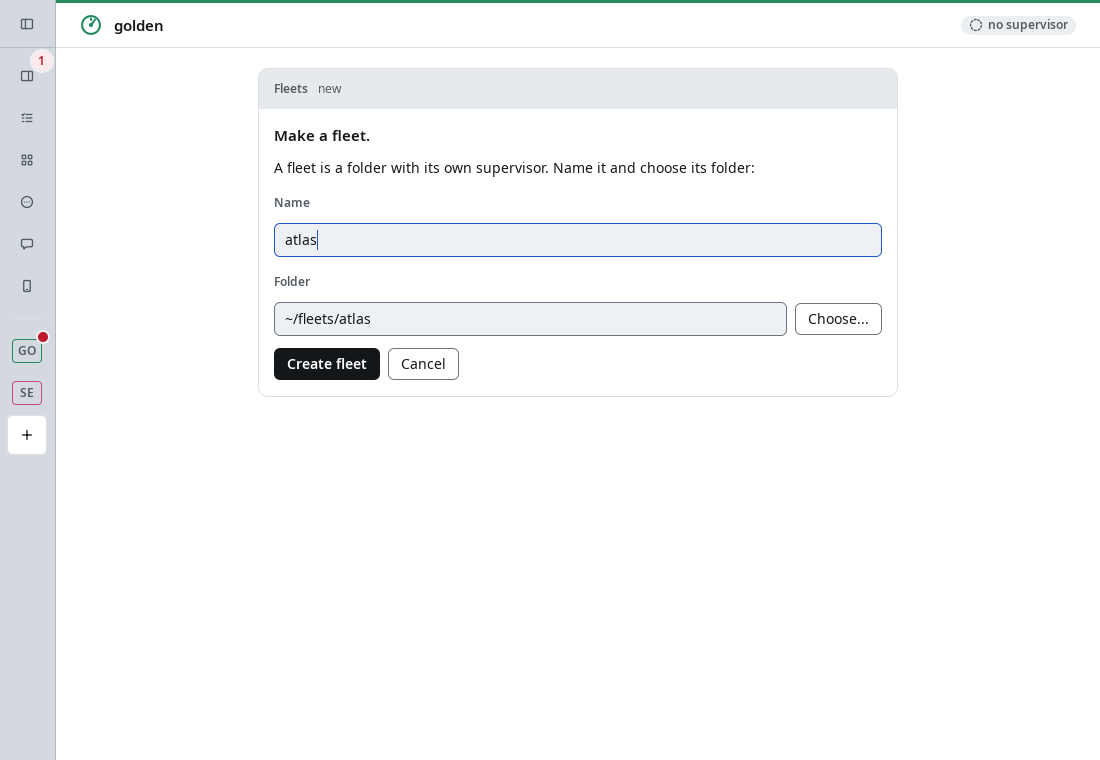 golden
no supervisor
1
Fleets new
Make a fleet.
A fleet is a folder with its own supervisor. Name it and choose its folder:
Name
atlas
Folder
~/fleets/atlas
Choose...
Create fleet
Cancel
GO
SE